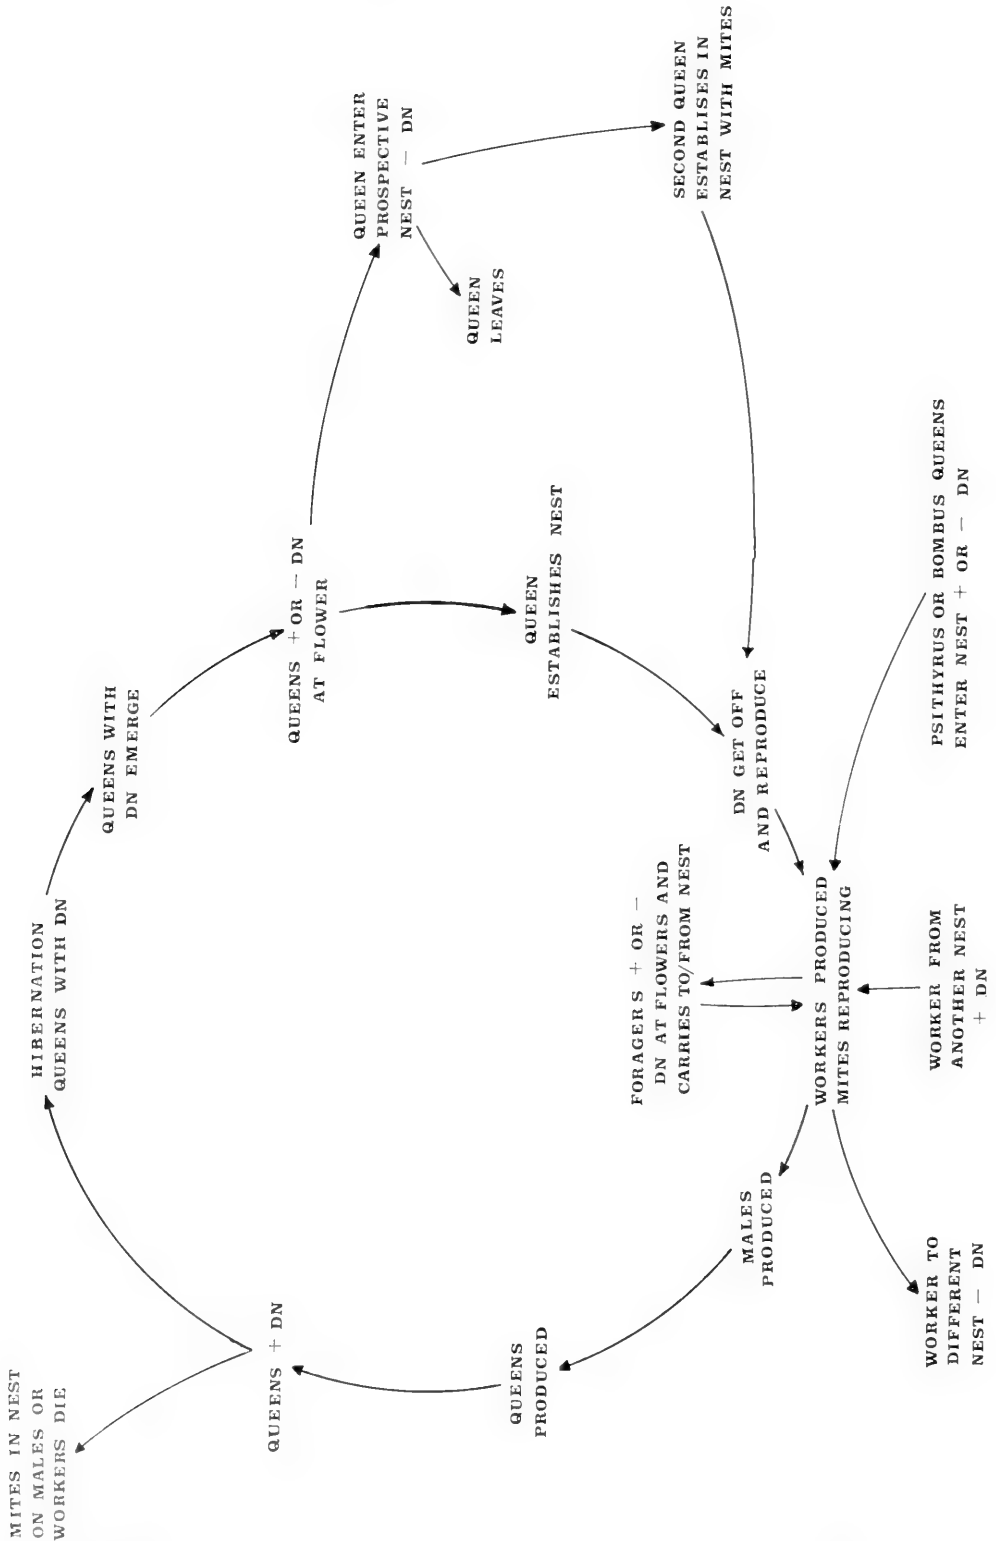 MITES IN NEST
ON MALES OR
WORKERS DIE
HIBERNATION
QUEENS WITH DN
QUEENS WITH
DN EMERGE
QUEENS + OR — DN
AT FLOWER
QUEEN ENTER
PROSPECTIVE
NEST — DN
QUEEN
LEAVES
SECOND QUEEN
ESTABLISES IN
NEST WITH MITES
QUEEN
ESTABLISHES NEST
DN GET OFF
AND REPRODUCE
PSITHYRUS OR BOMBUS QUEENS
ENTER NEST + OR — DN
FORAGERS + OR —
DN AT FLOWERS AND
CARRIES TO/FROM NEST
WORKERS PRODUCED
MITES REPRODUCING
WORKER FROM
ANOTHER NEST
+ DN
WORKER TO
DIFFERENT
NEST — DN
MALES
PRODUCED
QUEENS
PRODUCED
QUEENS + DN